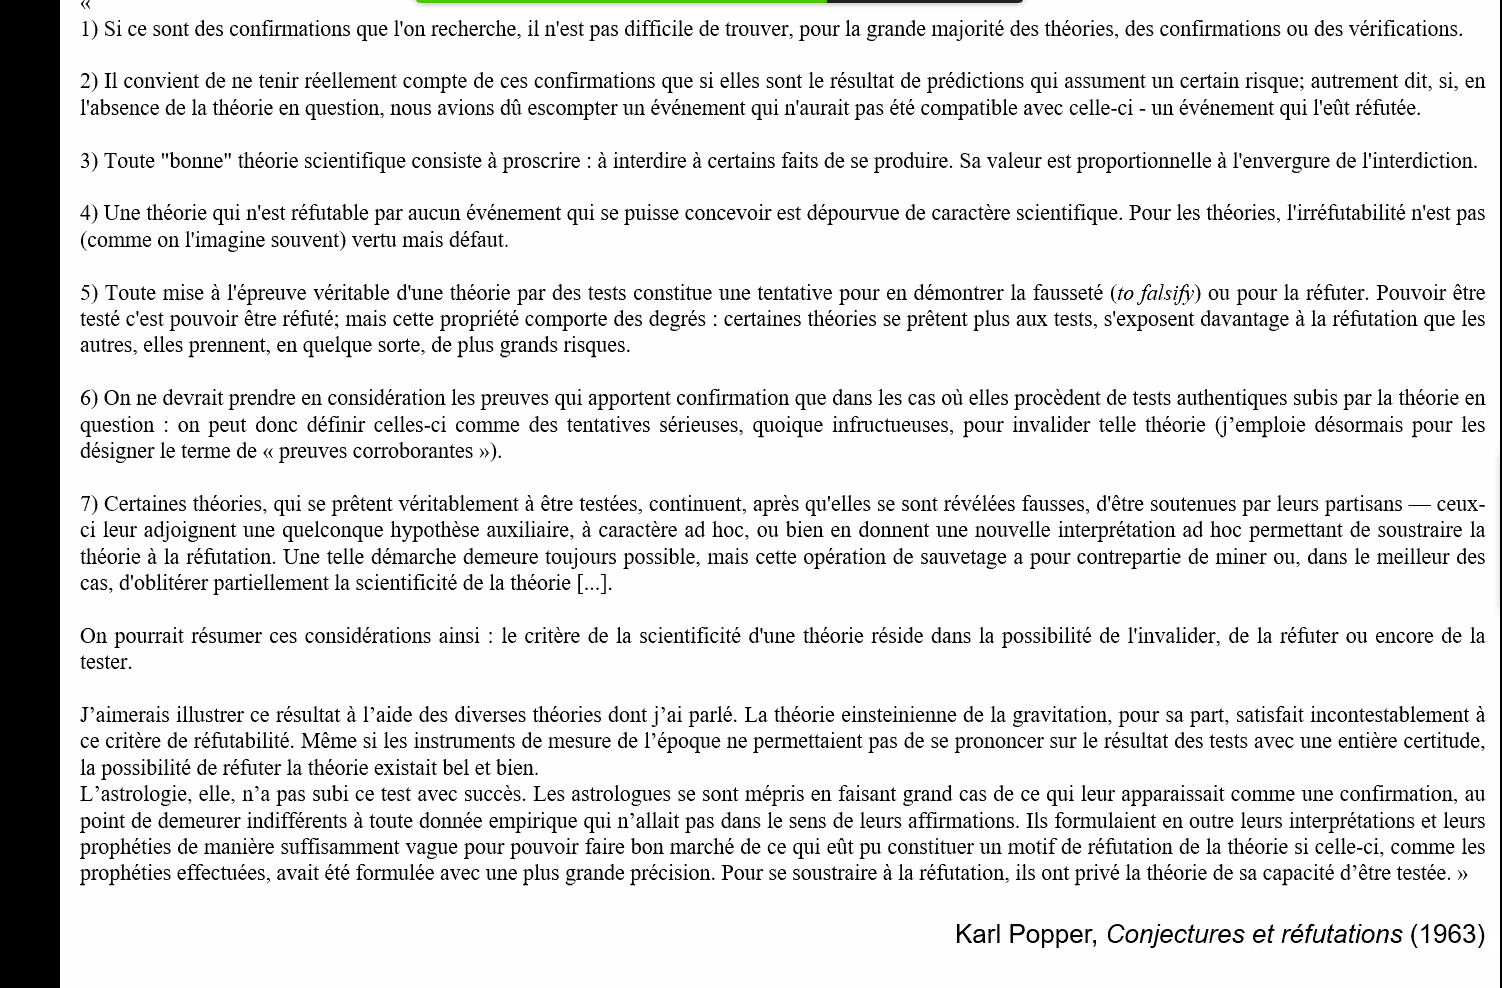 «
1) Si ce sont des confirmations que l'on recherche, il n'est pas difficile de trouver, pour la grande majorité des théories, des confirmations ou des vérifications.
2) Il convient de ne tenir réellement compte de ces confirmations que si elles sont le résultat de prédictions qui assument un certain risque; autrement dit, si, en
l'absence de la théorie en question, nous avions dû escompter un événement qui n'aurait pas été compatible avec celle-ci - un événement qui l'eût réfutée.
3) Toute "bonne" théorie scientifique consiste à proscrire : à interdire à certains faits de se produire. Sa valeur est proportionnelle à l'envergure de l'interdiction.
4) Une théorie qui n'est réfutable par aucun événement qui se puisse concevoir est dépourvue de caractère scientifique. Pour les théories, l'irréfutabilité n'est pas
(comme on l'imagine souvent) vertu mais défaut.
5) Toute mise à l'épreuve véritable d'une théorie par des tests constitue une tentative pour en démontrer la fausseté (to falsify) ou pour la réfuter. Pouvoir être
testé c'est pouvoir être réfuté; mais cette propriété comporte des degrés : certaines théories se prêtent plus aux tests, s'exposent davantage à la réfutation que les
autres, elles prennent, en quelque sorte, de plus grands risques.
6) On ne devrait prendre en considération les preuves qui apportent confirmation que dans les cas où elles procèdent de tests authentiques subis par la théorie en
question : on peut donc définir celles-ci comme des tentatives sérieuses, quoique infructueuses, pour invalider telle théorie (j’emploie désormais pour les
désigner le terme de « preuves corroborantes »).
7) Certaines théories, qui se prêtent véritablement à être testées, continuent, après qu'elles se sont révélées fausses, d'être soutenues par leurs partisans — ceux-
ci leur adjoignent une quelconque hypothèse auxiliaire, à caractère ad hoc, ou bien en donnent une nouvelle interprétation ad hoc permettant de soustraire la
théorie à la réfutation. Une telle démarche demeure toujours possible, mais cette opération de sauvetage a pour contrepartie de miner ou, dans le meilleur des
cas, d'oblitérer partiellement la scientificité de la théorie [...].
On pourrait résumer ces considérations ainsi : le critère de la scientificité d'une théorie réside dans la possibilité de l'invalider, de la réfuter ou encore de la
tester.
J’aimerais illustrer ce résultat à l’aide des diverses théories dont j’ai parlé. La théorie einsteinienne de la gravitation, pour sa part, satisfait incontestablement à
ce critère de réfutabilité. Même si les instruments de mesure de l’époque ne permettaient pas de se prononcer sur le résultat des tests avec une entière certitude,
la possibilité de réfuter la théorie existait bel et bien.
L’astrologie, elle, n’a pas subi ce test avec succès. Les astrologues se sont mépris en faisant grand cas de ce qui leur apparaissait comme une confirmation, au
point de demeurer indifférents à toute donnée empirique qui n’allait pas dans le sens de leurs affirmations. Ils formulaient en outre leurs interprétations et leurs
prophéties de manière suffisamment vague pour pouvoir faire bon marché de ce qui eût pu constituer un motif de réfutation de la théorie si celle-ci, comme les
prophéties effectuées, avait été formulée avec une plus grande précision. Pour se soustraire à la réfutation, ils ont privé la théorie de sa capacité d’être testée. »
Karl Popper, Conjectures et réfutations (1963)